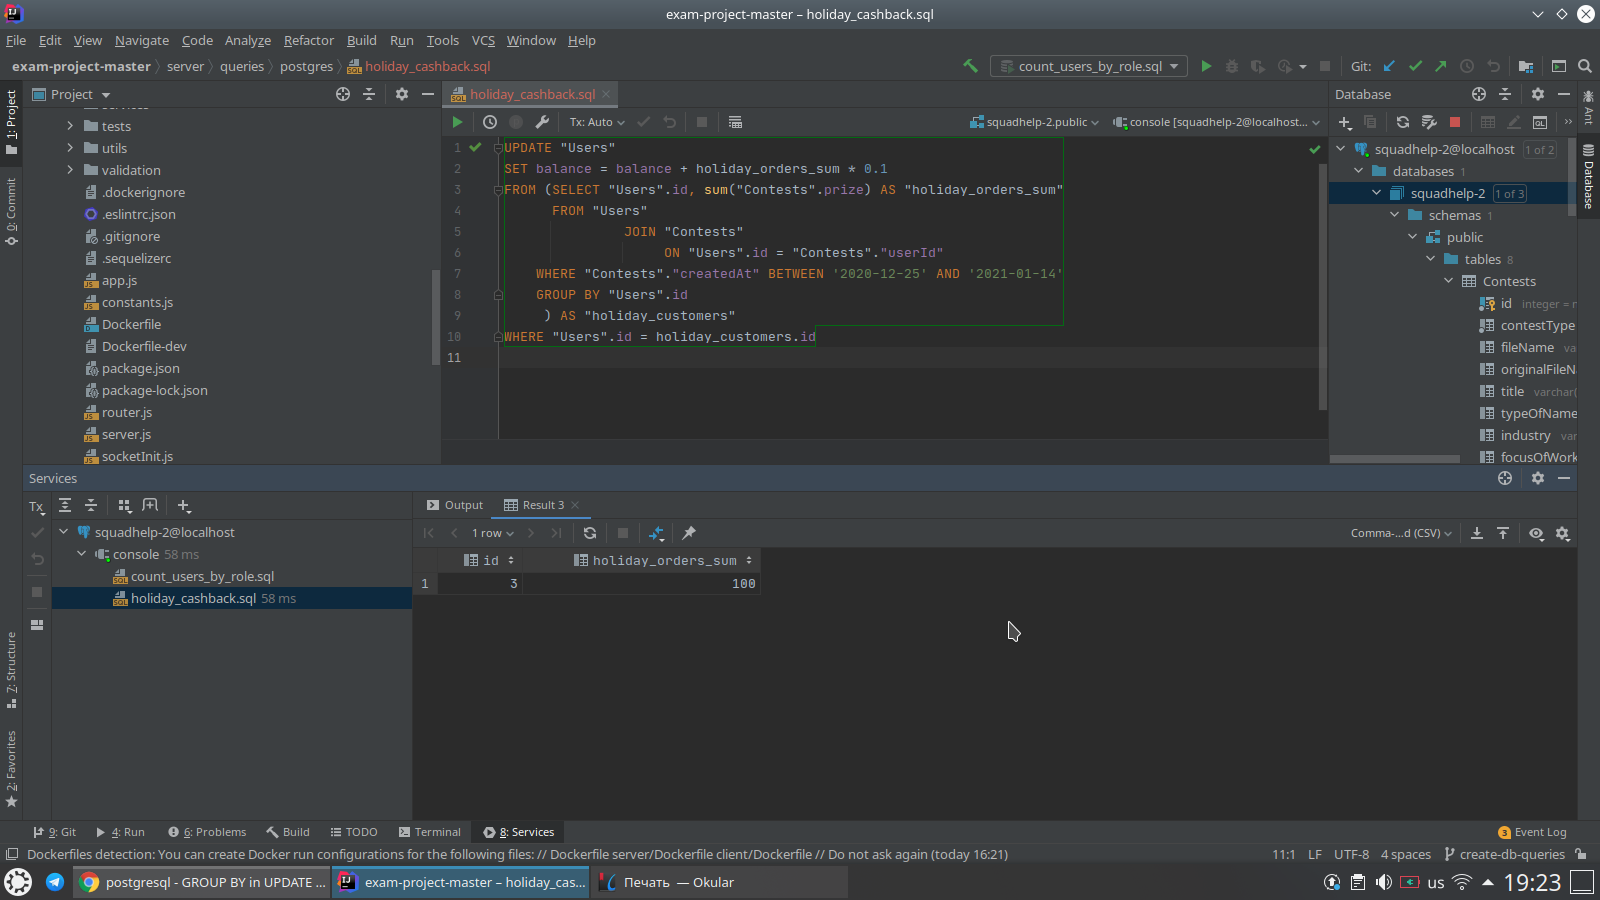 exam-project-master – holiday_cashback.sql
File Edit View Navigate Code Analyze Refactor Build Run Tools VCS Window Help
exam-project-master server queries postgres holiday_cashback.sql
count_users_by_role.sql
Git:
1: Project
0: Commit
7: Structure
2: Favorites
Project
tests
utils
validation
.dockerignore
.eslintrc.json
.gitignore
.sequelizerc
app.js
constants.js
Dockerfile
Dockerfile-dev
package.json
package-lock.json
router.js
server.js
socketInit.js
holiday_cashback.sql
Tx: Auto
squadhelp-2.public
console [squadhelp-2@localhost...
1 UPDATE "Users"
2 SET balance = balance + holiday_orders_sum * 0.1
3 FROM (SELECT "Users".id, sum("Contests".prize) AS "holiday_orders_sum"
4 FROM "Users"
5 JOIN "Contests"
6 ON "Users".id = "Contests"."userId"
7 WHERE "Contests"."createdAt" BETWEEN '2020-12-25' AND '2021-01-14'
8 GROUP BY "Users".id
9 ) AS "holiday_customers"
10 WHERE "Users".id = holiday_customers.id
11
Database
squadhelp-2@localhost 1 of 2
databases 1
squadhelp-2 1 of 3
schemas 1
public
tables 8
Contests
id integer = n
contestType
fileName va
originalFileNa
title varchar(
typeOfName
industry var
focusOfWork
Ant
Database
Services
Tx
squadhelp-2@localhost
console 58 ms
count_users_by_role.sql
holiday_cashback.sql 58 ms
Output
Result 3
1 row
Comma-...d (CSV)
id holiday_orders_sum
1 3 100
9: Git
4: Run
6: Problems
Build
TODO
Terminal
8: Services
3 Event Log
Dockerfiles detection: You can create Docker run configurations for the following files: // Dockerfile server/Dockerfile client/Dockerfile // Do not ask again (today 16:21)
11:1 LF UTF-8 4 spaces create-db-queries
postgresql - GROUP BY in UPDATE ...
exam-project-master – holiday_cas...
Печать — Okular
us
19:23